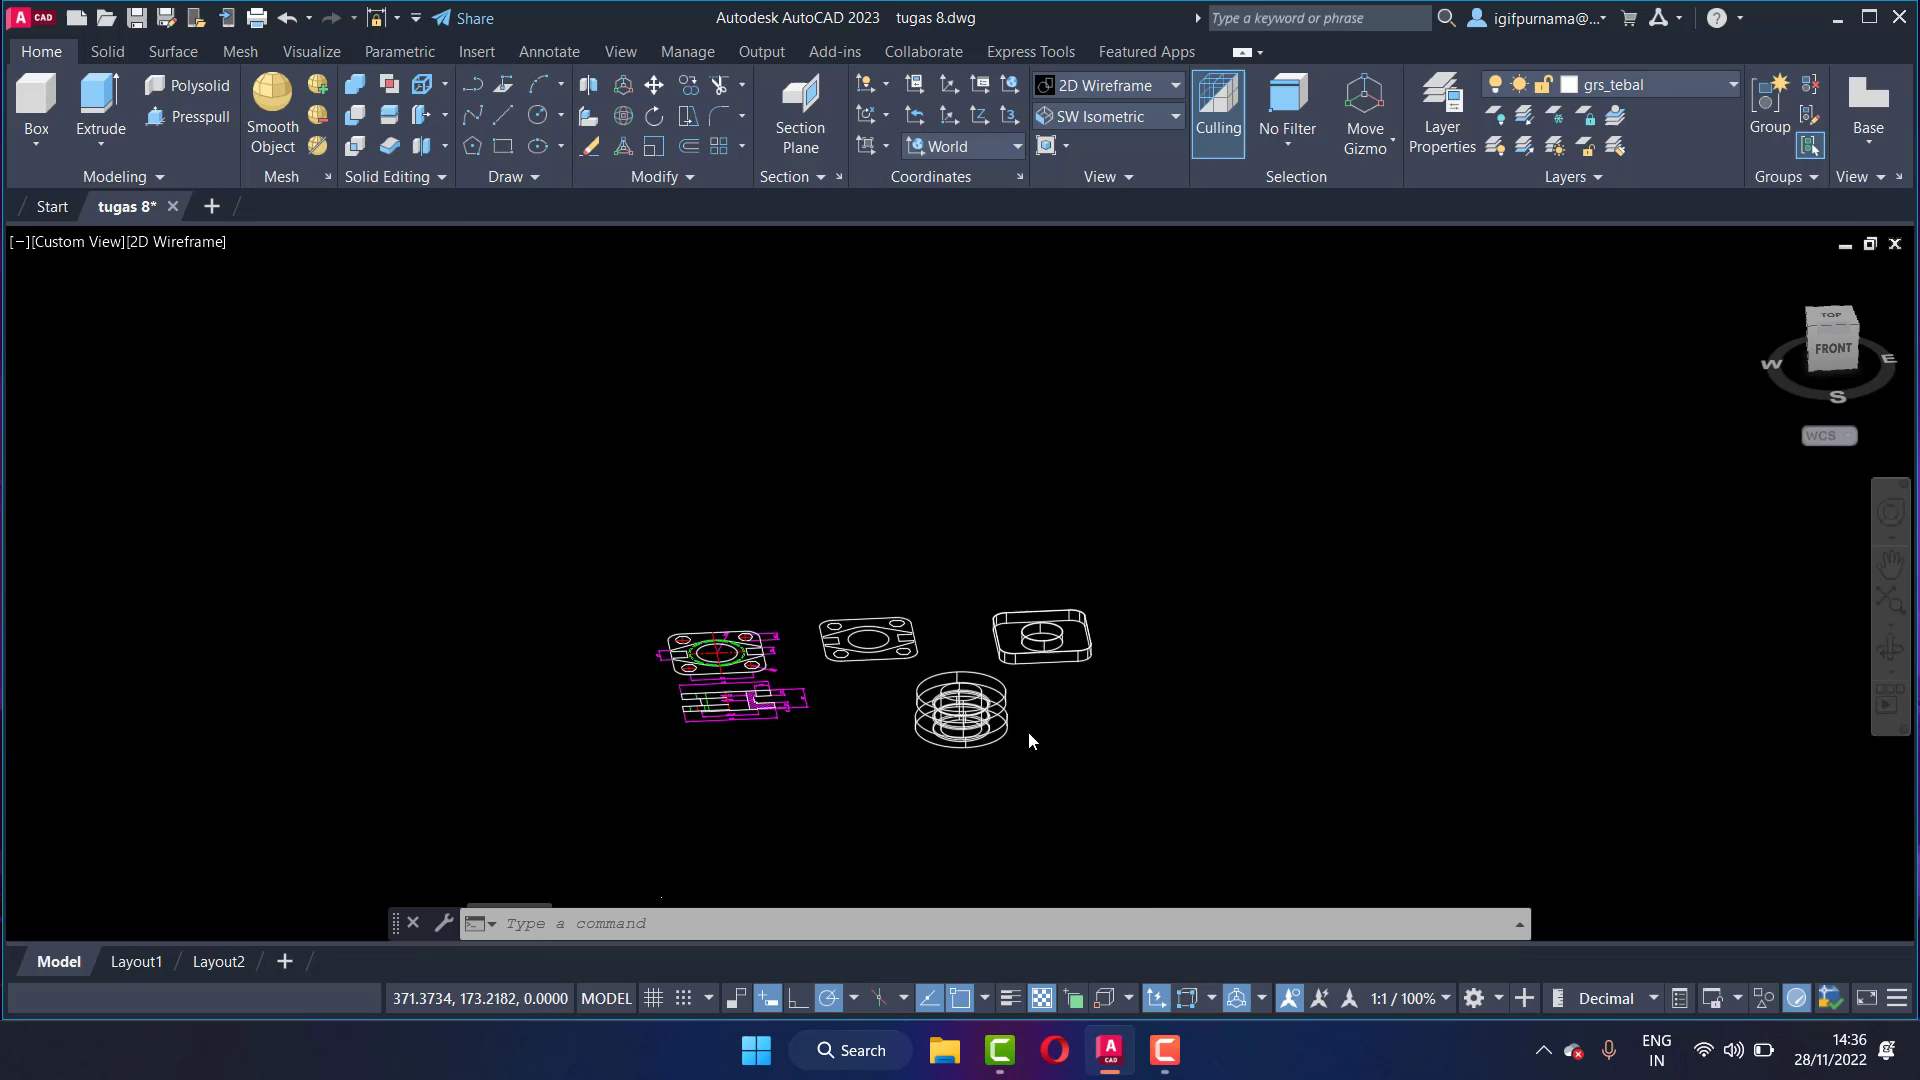 CAD
Share
Autodesk AutoCAD 2023 tugas 8.dwg
Type a keyword or phrase
igifpurnama@...
Home Solid Surface Mesh Visualize Parametric Insert Annotate View Manage Output Add-ins Collaborate Express Tools Featured Apps
Box
Extrude
Polysolid
Presspull
Modeling
Smooth
Object
Mesh
Solid Editing
Draw
Modify
Section
Plane
Section
World
Coordinates
2D Wireframe
SW Isometric
View
Culling
No Filter
Move
Gizmo
Selection
Layer
Properties
grs_tebal
Layers
Group
Groups
Base
View
Start
tugas 8*
[−][Custom View][2D Wireframe]
TOP
FRONT
W
E
S
WCS
Type a command
Model
Layout1
Layout2
371.3734, 173.2182, 0.0000
MODEL
1:1 / 100%
Decimal
Search
A
CAD
ENG
IN
14:36
28/11/2022